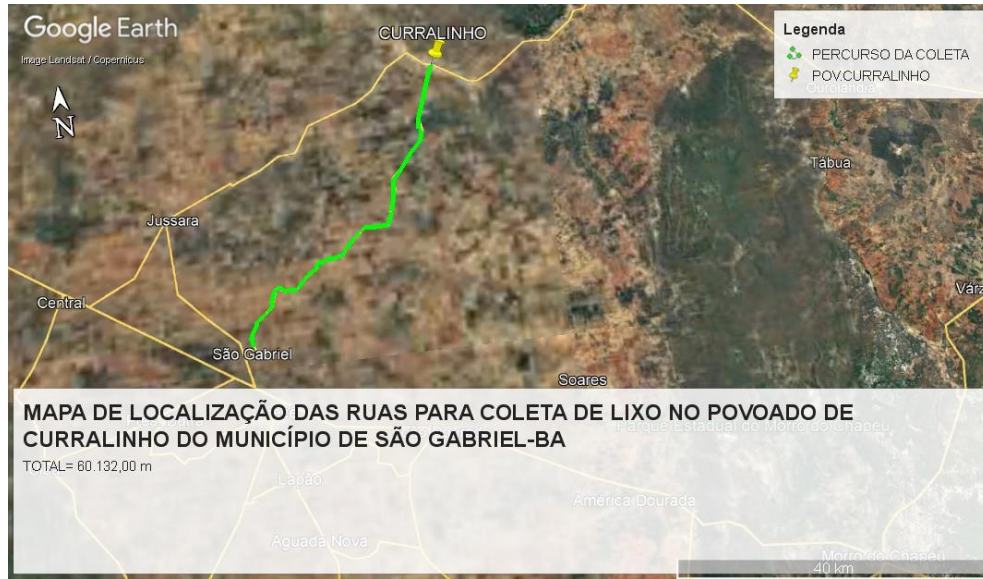 Google Earth
Image Landsat / Copernicus
N
CURRALINHO
Legenda
PERCURSO DA COLETA
POV.CURRALINHO
Ourolandia
Tábua
Jussara
Central
Várz
São Gabriel
Soares
MAPA DE LOCALIZAÇÃO DAS RUAS PARA COLETA DE LIXO NO POVOADO DE
CURRALINHO DO MUNICÍPIO DE SÃO GABRIEL-BA
Parque Estadual do Morro do Chapéu
TOTAL= 60.132,00 m
Lapão
América Dourada
Aguada Nova
Morro do Chapéu
40 km